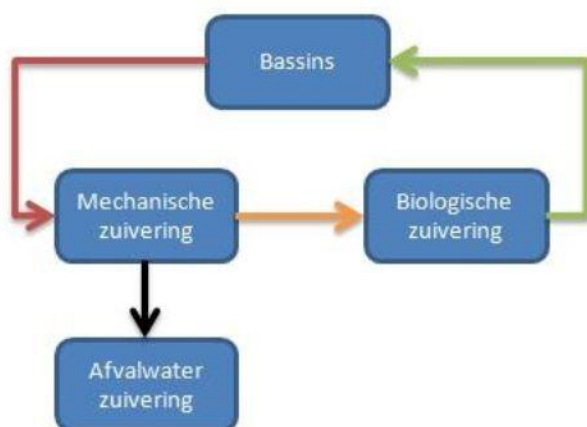 Bassins
Mechanische
zuivering
Biologische
zuivering
Afvalwater
zuivering